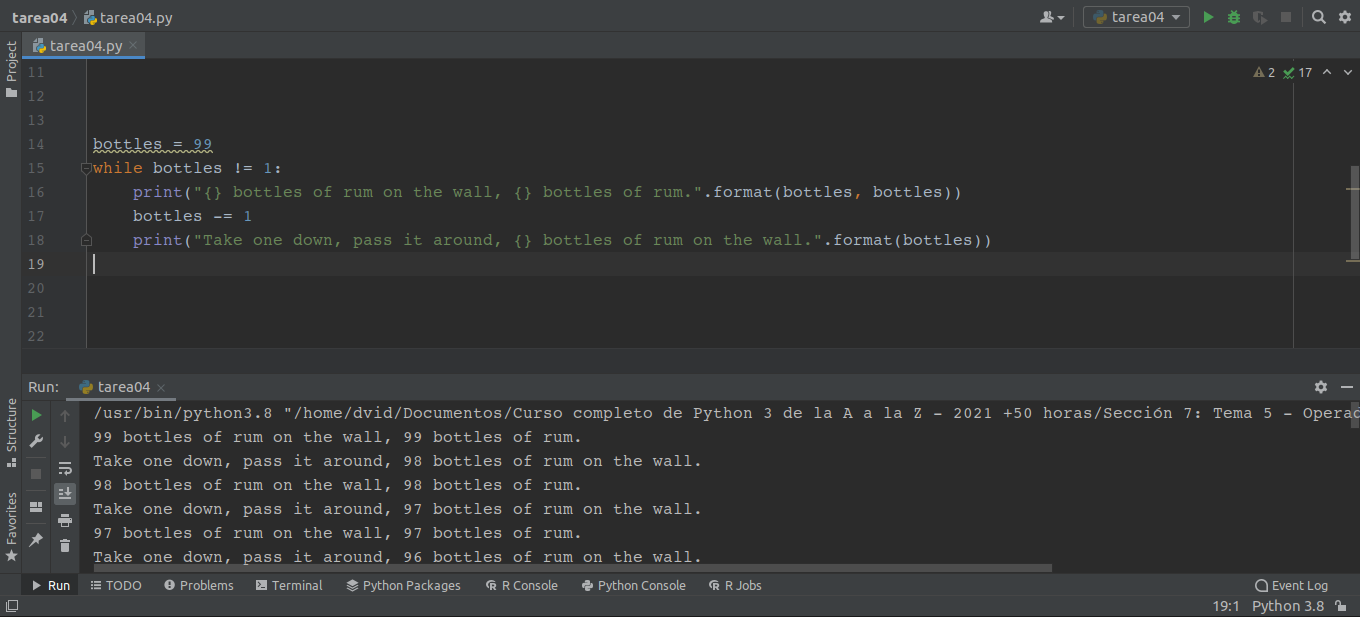 tarea04 tarea04.py tarea04
tarea04.py
Project
11
2 17
12
13
14 bottles = 99
15 while bottles != 1:
16 print("{} bottles of rum on the wall, {} bottles of rum.".format(bottles, bottles))
17 bottles -= 1
18 print("Take one down, pass it around, {} bottles of rum on the wall.".format(bottles))
19
20
21
22
Run: tarea04
Structure
Favorites
/usr/bin/python3.8 "/home/dvid/Documentos/Curso completo de Python 3 de la A a la Z - 2021 +50 horas/Sección 7: Tema 5 - Operad
99 bottles of rum on the wall, 99 bottles of rum.
Take one down, pass it around, 98 bottles of rum on the wall.
98 bottles of rum on the wall, 98 bottles of rum.
Take one down, pass it around, 97 bottles of rum on the wall.
97 bottles of rum on the wall, 97 bottles of rum.
Take one down, pass it around, 96 bottles of rum on the wall.
Run TODO Problems Terminal Python Packages R Console Python Console R Jobs Event Log
19:1 Python 3.8